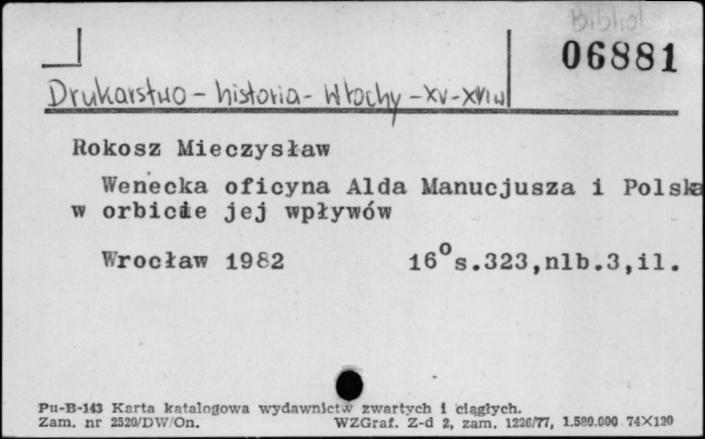 Bibliol
06881
Drukarstwo - historia - Włochy - XV-XVI w
Rokosz Mieczysław
Wenecka oficyna Alda Manucjusza i Polska
w orbicie jej wpływów
Wrocław 1982 16° s.323,nlb.3,il.
Pu-B-143 Karta katalogowa wydawnictw zwartych i ciągłych.
Zam. nr 2520/DW/On. WZGraf. Z-d 2, zam. 1226/77, 1.580.000 74X120